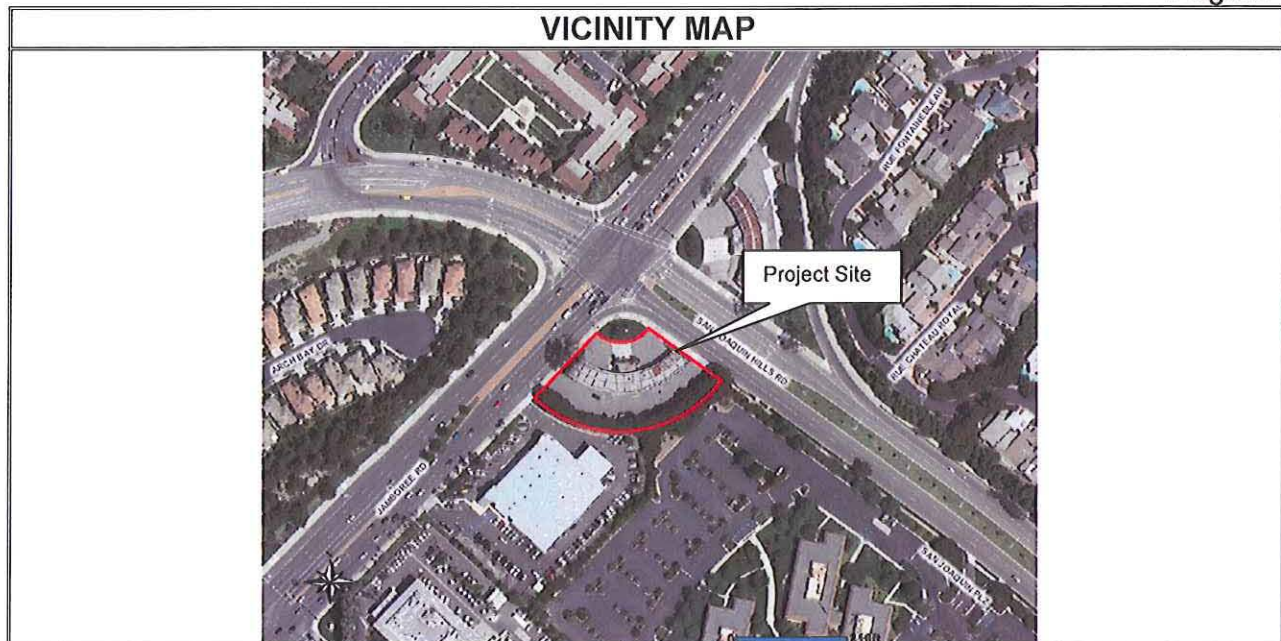 VICINITY MAP
RUE FONTAINEBLEAU
Project Site
SAN JOAQUIN HILLS RD
ARCH BAY DR
RUE CHATEAU ROYAL
JAMBOREE RD
SAN JOAQUIN PLZ